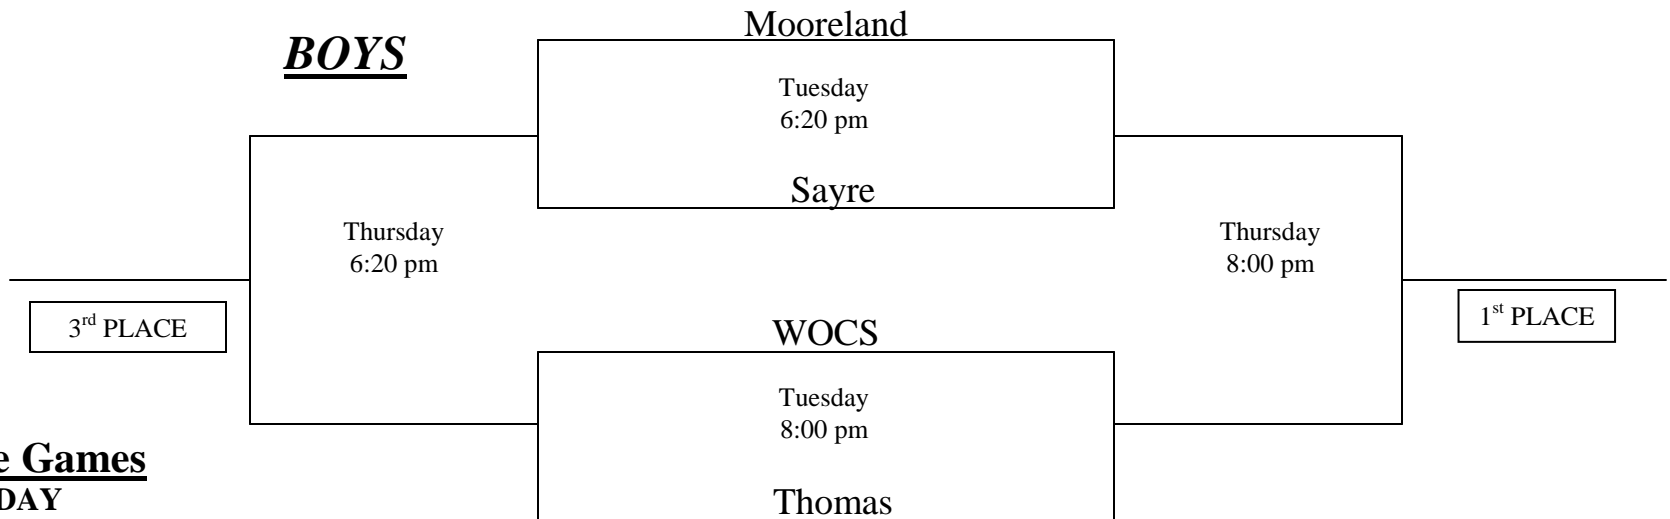 Mooreland
BOYS
Tuesday
6:20 pm
Sayre
Thursday
6:20 pm
Thursday
8:00 pm
3rd PLACE
1st PLACE
WOCS
Tuesday
8:00 pm
Games
Thomas